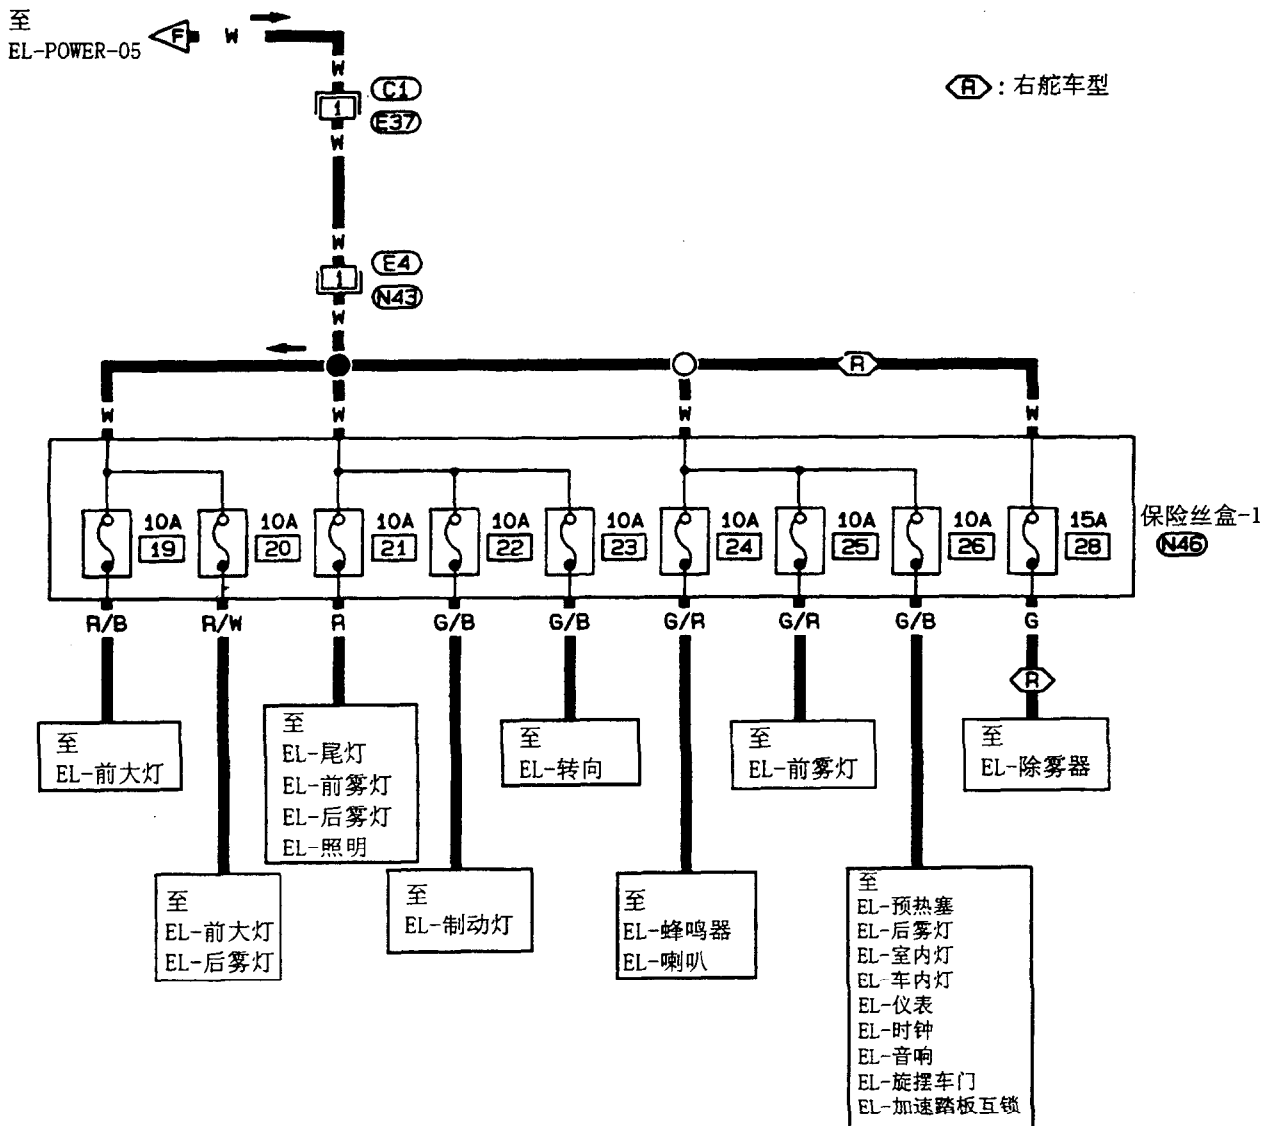 至
EL-POWER-05
F
W
W
1
C1
E37
W
R:右舵车型
W
1
E4
N43
W
R
W
W
W
W
10A
19
10A
20
10A
21
10A
22
10A
23
10A
24
10A
25
10A
26
15A
28
保险丝盒-1
N46
R/B
R/W
R
G/B
G/B
G/R
G/R
G/B
G
R
至
EL-前大灯
至
EL-前大灯
EL-后雾灯
至
EL-尾灯
EL-前雾灯
EL-后雾灯
EL-照明
至
EL-制动灯
至
EL-转向
至
EL-蜂鸣器
EL-喇叭
至
EL-前雾灯
至
EL-预热塞
EL-后雾灯
EL-室内灯
EL-车内灯
EL-仪表
EL-时钟
EL-音响
EL-旋摆车门
EL-加速踏板互锁
至
EL-除雾器